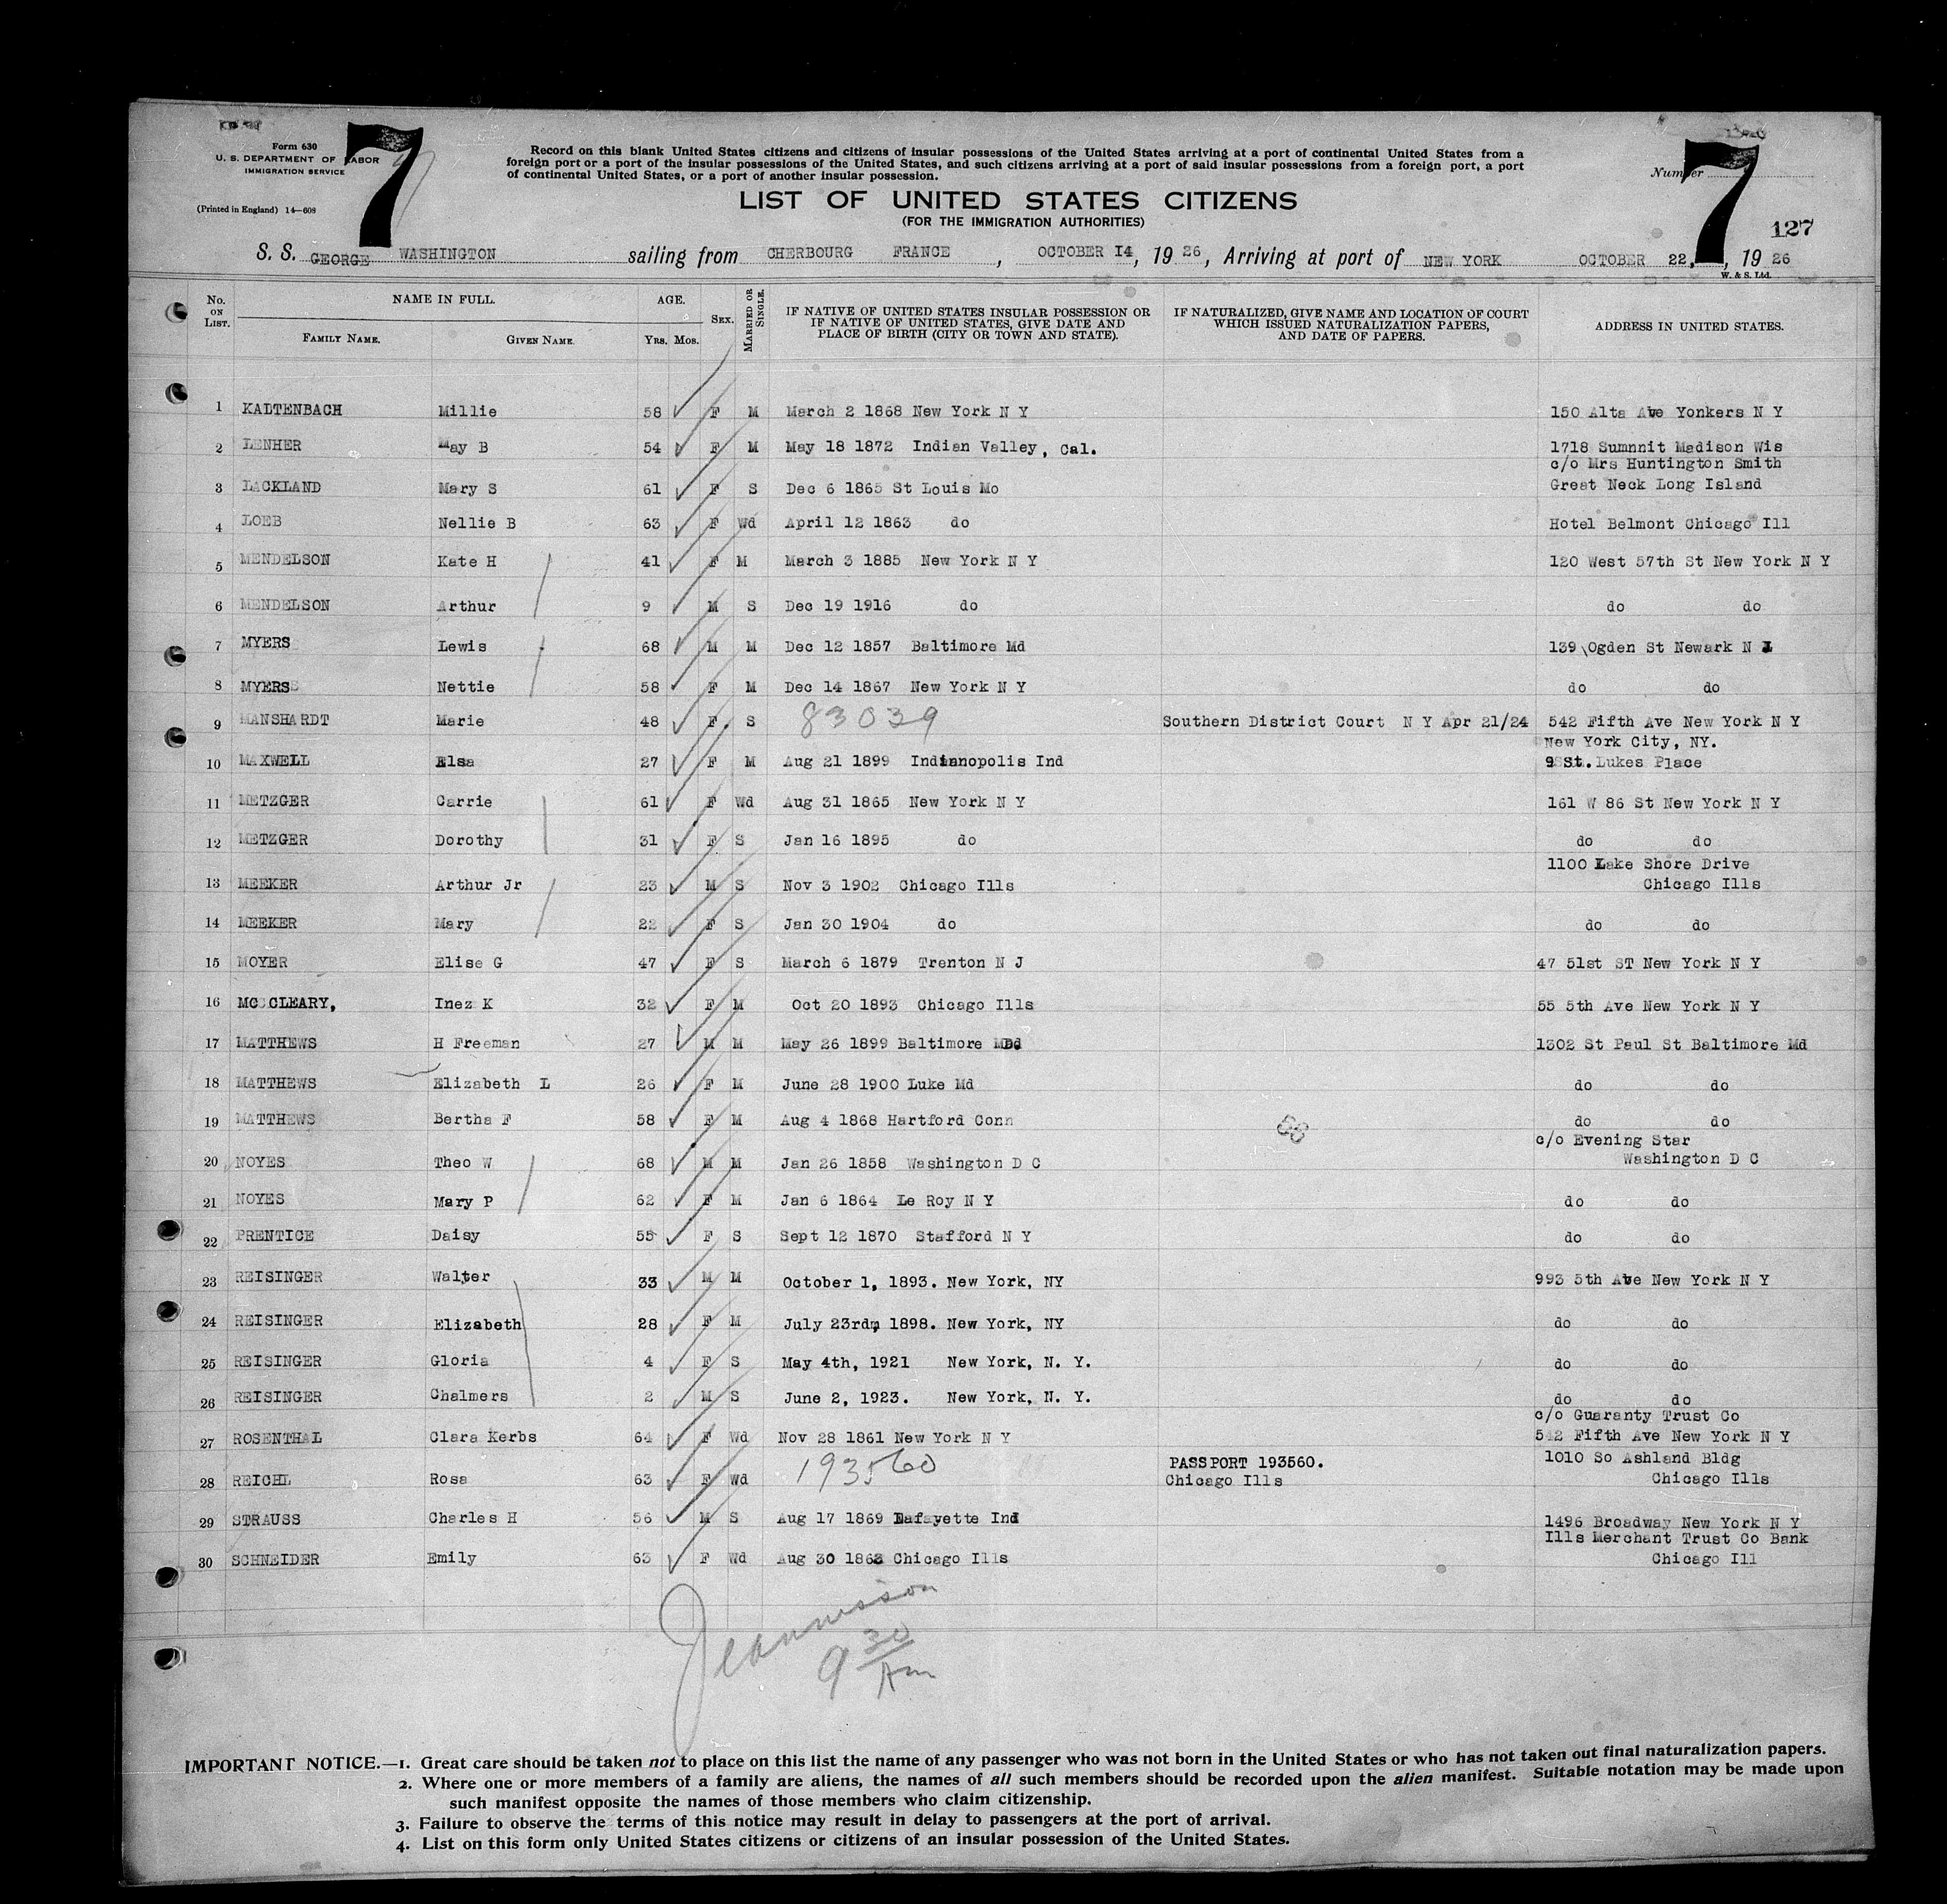 Form 630
U. S. DEPARTMENT OF LABOR
IMMIGRATION SERVICE
(Printed in England) 14—608
7
Record on this blank United States citizens and citizens of insular possessions of the United States arriving at a port of continental United States from a
foreign port or a port of the insular possessions of the United States, and such citizens arriving at a port of said insular possessions from a foreign port, a port
of continental United States, or a port of another insular possession.
LIST OF UNITED STATES CITIZENS
(FOR THE IMMIGRATION AUTHORITIES)
Number
7
127
S. S. GEORGE WASHINGTON sailing from CHERBOURG FRANCE , OCTOBER I4, 19 26, Arriving at port of NEW YORK OCTOBER 22, , 19 26
W. & S. Ltd.
No. ON LIST. NAME IN FULL. FAMILY NAME. GIVEN NAME. AGE. YRS. MOS. SEX. MARRIED OR SINGLE. IF NATIVE OF UNITED STATES INSULAR POSSESSION OR IF NATIVE OF UNITED STATES, GIVE DATE AND PLACE OF BIRTH (CITY OR TOWN AND STATE). IF NATURALIZED, GIVE NAME AND LOCATION OF COURT WHICH ISSUED NATURALIZATION PAPERS, AND DATE OF PAPERS. ADDRESS IN UNITED STATES.
1 KALTENBACH Millie 58 F M March 2 1868 New York N Y 150 Alta Ave Yonkers N Y
2 LENHER May B 54 F M May 18 1872 Indian Valley, Cal. 1718 Sumnnit Madison Wis
c/o Mrs Huntington Smith
3 LACKLAND Mary S 61 F S Dec 6 1865 St Louis Mo Great Neck Long Island
4 LOEB Nellie B 63 F Wd April 12 1863 do Hotel Belmont Chicago Ill
5 MENDELSON Kate H 41 F M March 3 1885 New York N Y 120 West 57th St New York N Y
6 MENDELSON Arthur 9 M S Dec 19 1916 do do do
7 MYERS Lewis 68 M M Dec 12 1857 Baltimore Md 139 Ogden St Newark N J
8 MYERS Nettie 58 F M Dec 14 1867 New York N Y do do
9 MANSHARDT Marie 48 F. S 83039 Southern District Court N Y Apr 21/24 542 Fifth Ave New York N Y
New York City, NY.
10 MAXWELL Elsa 27 F M Aug 21 1899 Indianopolis Ind 9 St. Lukes Place
11 METZGER Carrie 61 F Wd Aug 31 1865 New York N Y 161 W 86 St New York N Y
12 METZGER Dorothy 31 F S Jan 16 1895 do do do
1100 Lake Shore Drive
13 MEEKER Arthur Jr 23 M S Nov 3 1902 Chicago Ills Chicago Ills
14 MEEKER Mary 22 F S Jan 30 1904 do do do
15 MOYER Elise G 47 F S March 6 1879 Trenton N J 47 51st ST New York N Y
16 MC CLEARY, Inez K 32 F M Oct 20 1893 Chicago Ills 55 5th Ave New York N Y
17 MATTHEWS H Freeman 27 M M May 26 1899 Baltimore Md 1302 St Paul St Baltimore Md
18 MATTHEWS Elizabeth L 26 F M June 28 1900 Luke Md do do
19 MATTHEWS Bertha F 58 F M Aug 4 1868 Hartford Conn do do
c/o Evening Star
20 NOYES Theo W 68 M M Jan 26 1858 Washington D C Washington D C
21 NOYES Mary P 62 F M Jan 6 1864 Le Roy N Y do do
22 PRENTICE Daisy 55 F S Sept 12 1870 Stafford N Y do do
23 REISINGER Walter 33 M M October 1, 1893. New York, NY 993 5th Ave New York N Y
24 REISINGER Elizabeth 28 F M July 23rd, 1898. New York, NY do do
25 REISINGER Gloria 4 F S May 4th, 1921 New York, N. Y. do do
26 REISINGER Chalmers 2 M S June 2, 1923. New York, N. Y. do do
c/o Guaranty Trust Co
27 ROSENTHAL Clara Kerbs 64 F Wd Nov 28 1861 New York N Y 542 Fifth Ave New York N Y
PASSPORT 193560. 1010 So Ashland Bldg
28 REICHL Rosa 63 F Wd 193560 Chicago Ills Chicago Ills
29 STRAUSS Charles H 56 M S Aug 17 1869 Lafayette Ind 1496 Broadway New York N Y
Ills Merchant Trust Co Bank
30 SCHNEIDER Emily 63 F Wd Aug 30 1863 Chicago Ills Chicago Ill
9 30
Am
IMPORTANT NOTICE.—1. Great care should be taken not to place on this list the name of any passenger who was not born in the United States or who has not taken out final naturalization papers.
2. Where one or more members of a family are aliens, the names of all such members should be recorded upon the alien manifest. Suitable notation may be made upon
such manifest opposite the names of those members who claim citizenship.
3. Failure to observe the terms of this notice may result in delay to passengers at the port of arrival.
4. List on this form only United States citizens or citizens of an insular possession of the United States.